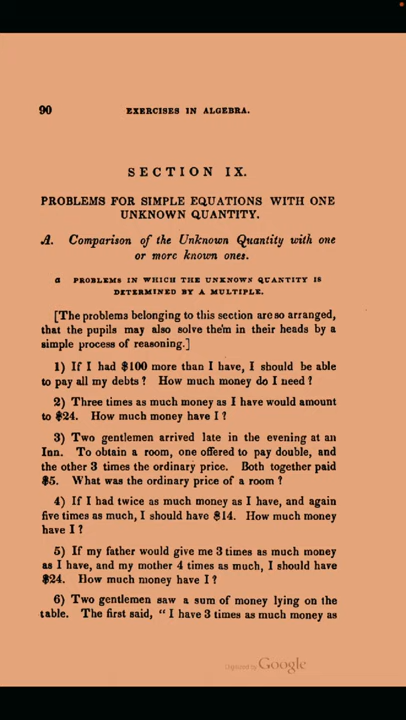 90
EXERCISES IN ALGEBRA.
SECTION IX.
PROBLEMS FOR SIMPLE EQUATIONS WITH ONE
UNKNOWN QUANTITY.
A. Comparison of the Unknown Quantity with one
or more known ones.
a PROBLEMS IN WHICH THE UNKNOWN QUANTITY IS
DETERMINED BY A MULTIPLE.
[The problems belonging to this section are so arranged,
that the pupils may also solve them in their heads by a
simple process of reasoning.]
1) If I had $100 more than I have, I should be able
to pay all my debts? How much money do I need?
2) Three times as much money as I have would amount
to $24. How much money have I?
3) Two gentlemen arrived late in the evening at an
Inn. To obtain a room, one offered to pay double, and
the other 3 times the ordinary price. Both together paid
$5. What was the ordinary price of a room?
4) If I had twice as much money as I have, and again
five times as much, I should have $14. How much money
have I?
5) If my father would give me 3 times as much money
as I have, and my mother 4 times as much, I should have
$24. How much money have I?
6) Two gentlemen saw a sum of money lying on the
table. The first said, "I have 3 times as much money as
Digitized by Google